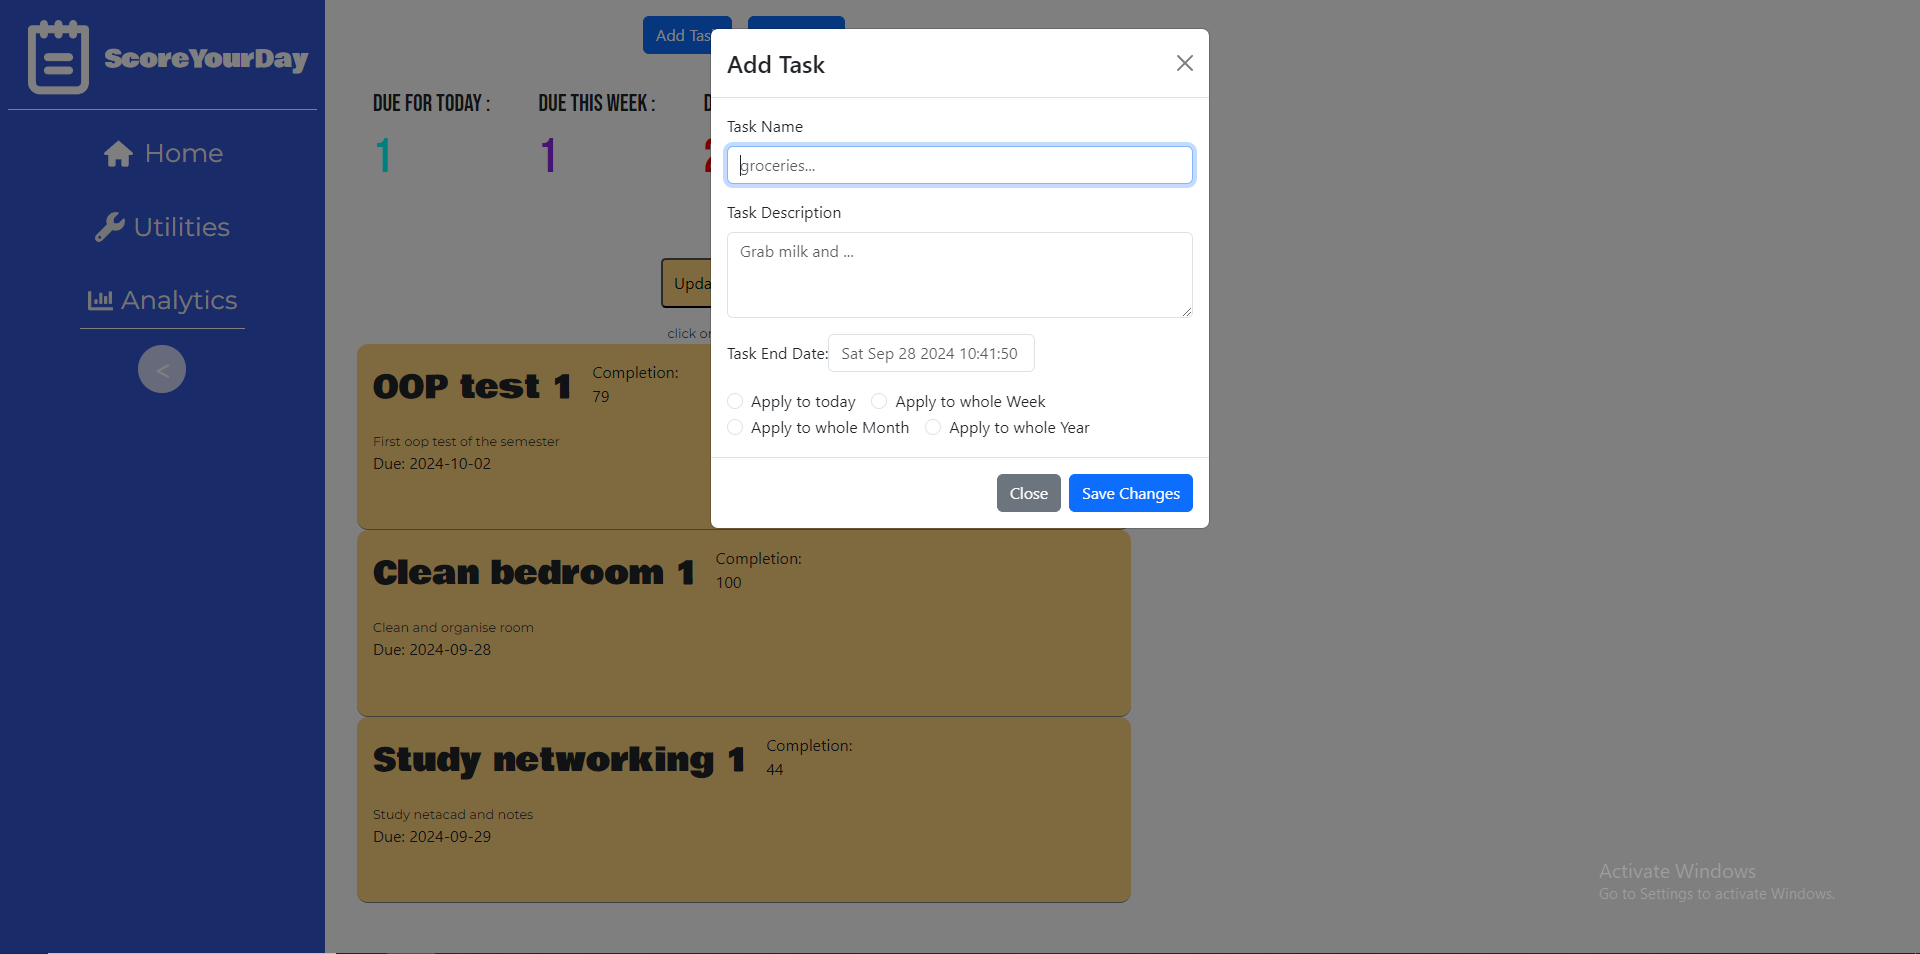 ScoreYourDay
Home
Utilities
Analytics
<
Add
DUE FOR TODAY :
1
DUE THIS WEEK :
1
click
OOP test 1
Completion:
79
First oop test of the semester
Due: 2024-10-02
Clean bedroom 1
Completion:
100
Clean and organise room
Due: 2024-09-28
Study networking 1
Completion:
44
Study netacad and notes
Due: 2024-09-29
Add Task
Task Name
groceries...
Task Description
Grab milk and ...
Task End Date: Sat Sep 28 2024 10:41:50
Apply to today Apply to whole Week
Apply to whole Month Apply to whole Year
Close Save Changes
Activate Windows
Go to Settings to activate Windows.